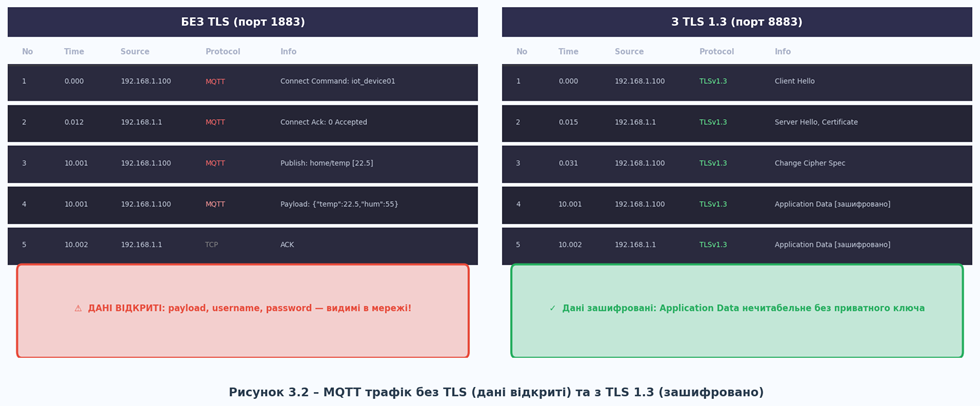 БЕЗ TLS (порт 1883)
No Time Source Protocol Info
1 0.000 192.168.1.100 MQTT Connect Command: iot_device01
2 0.012 192.168.1.1 MQTT Connect Ack: 0 Accepted
3 10.001 192.168.1.100 MQTT Publish: home/temp [22.5]
4 10.001 192.168.1.100 MQTT Payload: {"temp":22.5,"hum":55}
5 10.002 192.168.1.1 TCP ACK
⚠ ДАНІ ВІДКРИТІ: payload, username, password — видимі в мережі!
З TLS 1.3 (порт 8883)
No Time Source Protocol Info
1 0.000 192.168.1.100 TLSv1.3 Client Hello
2 0.015 192.168.1.1 TLSv1.3 Server Hello, Certificate
3 0.031 192.168.1.100 TLSv1.3 Change Cipher Spec
4 10.001 192.168.1.100 TLSv1.3 Application Data [зашифровано]
5 10.002 192.168.1.1 TLSv1.3 Application Data [зашифровано]
✓ Дані зашифровані: Application Data нечитабельне без приватного ключа
Рисунок 3.2 – MQTT трафік без TLS (дані відкриті) та з TLS 1.3 (зашифровано)